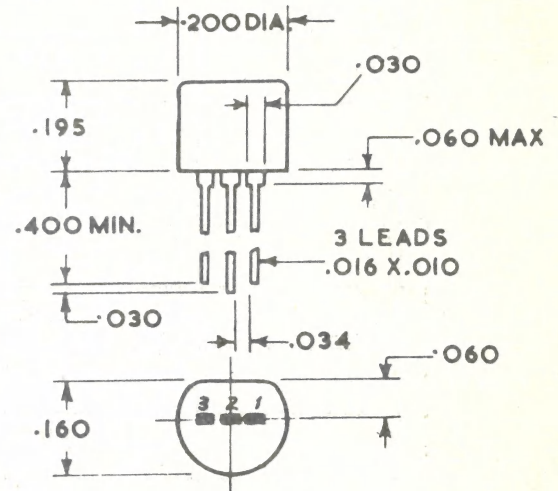 .200 DIA.
.030
.195
.060 MAX
.400 MIN.
3 LEADS
.016 X .010
.030
.034
.060
3 2 1
.160